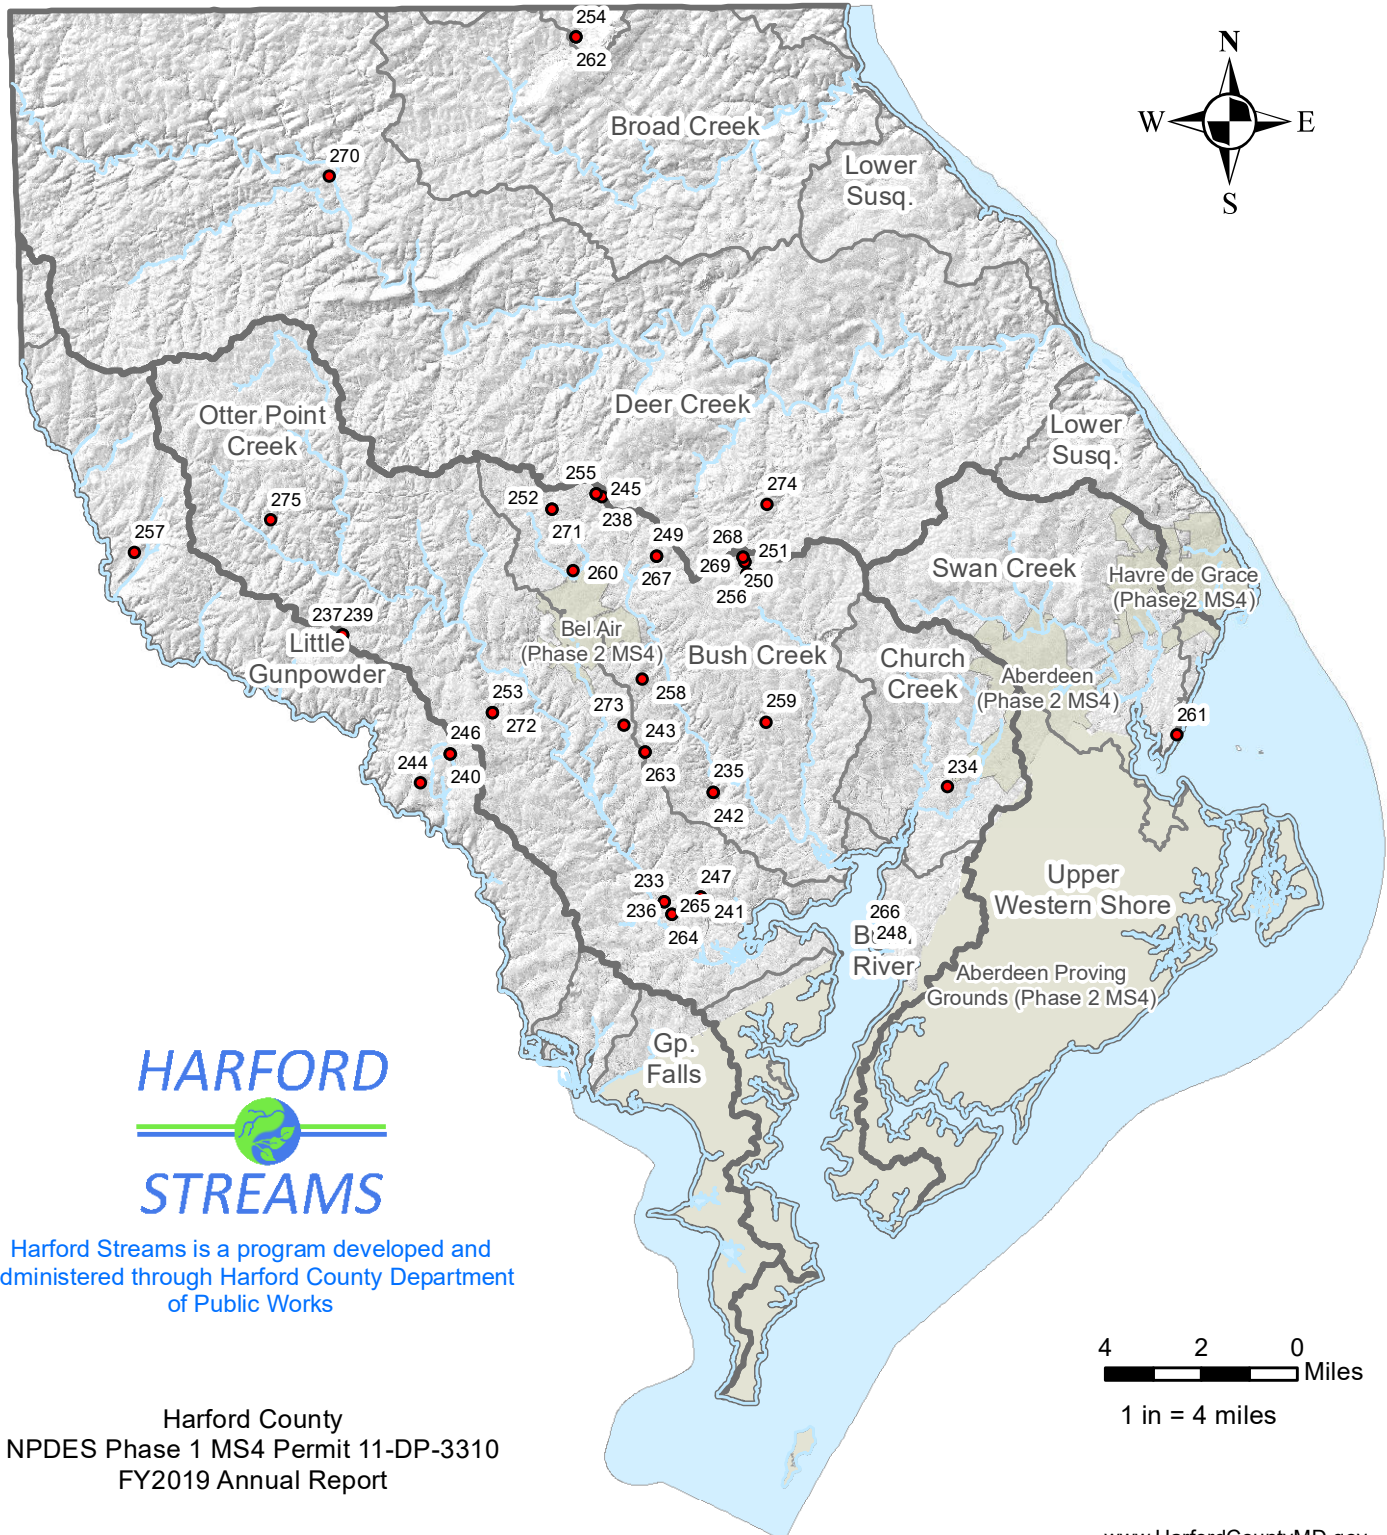 254
262
N
W E
S
Broad Creek
270
Lower
Susq.
Deer Creek
Otter Point
Creek
Lower
Susq.
255
245
252
238
271
274
275
257
249
268
251
267
269
250
256
260
Swan Creek
Havre de Grace
(Phase 2 MS4)
237
239
Little
Gunpowder
Bel Air
(Phase 2 MS4)
Bush Creek
Church
Creek
Aberdeen
(Phase 2 MS4)
258
253
272
273
259
261
246
240
244
243
263
235
242
234
247
233
265
236
241
264
266
248
River
Upper
Western Shore
Aberdeen Proving
Grounds (Phase 2 MS4)
Gp.
Falls
HARFORD
STREAMS
Harford Streams is a program developed and
dministered through Harford County Department
of Public Works
4 2 0
Miles
1 in = 4 miles
Harford County
NPDES Phase 1 MS4 Permit 11-DP-3310
FY2019 Annual Report
www.HarfordCountyMD.gov